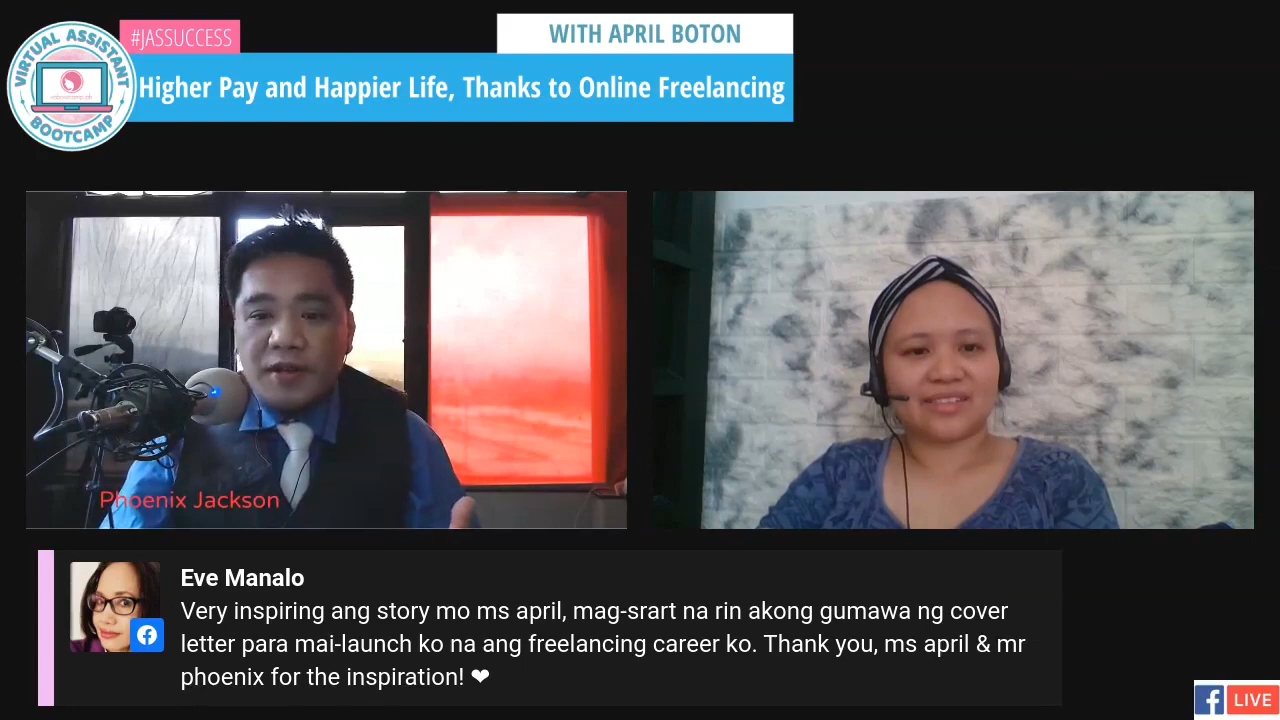 #JASSUCCESS
WITH APRIL BOTON
VIRTUAL ASSISTANT
BOOTCAMP
Higher Pay and Happier Life, Thanks to Online Freelancing
Phoenix Jackson
Eve Manalo
Very inspiring ang story mo ms april, mag-srart na rin akong gumawa ng cover
letter para mai-launch ko na ang freelancing career ko. Thank you, ms april & mr
phoenix for the inspiration! ❤
f LIVE